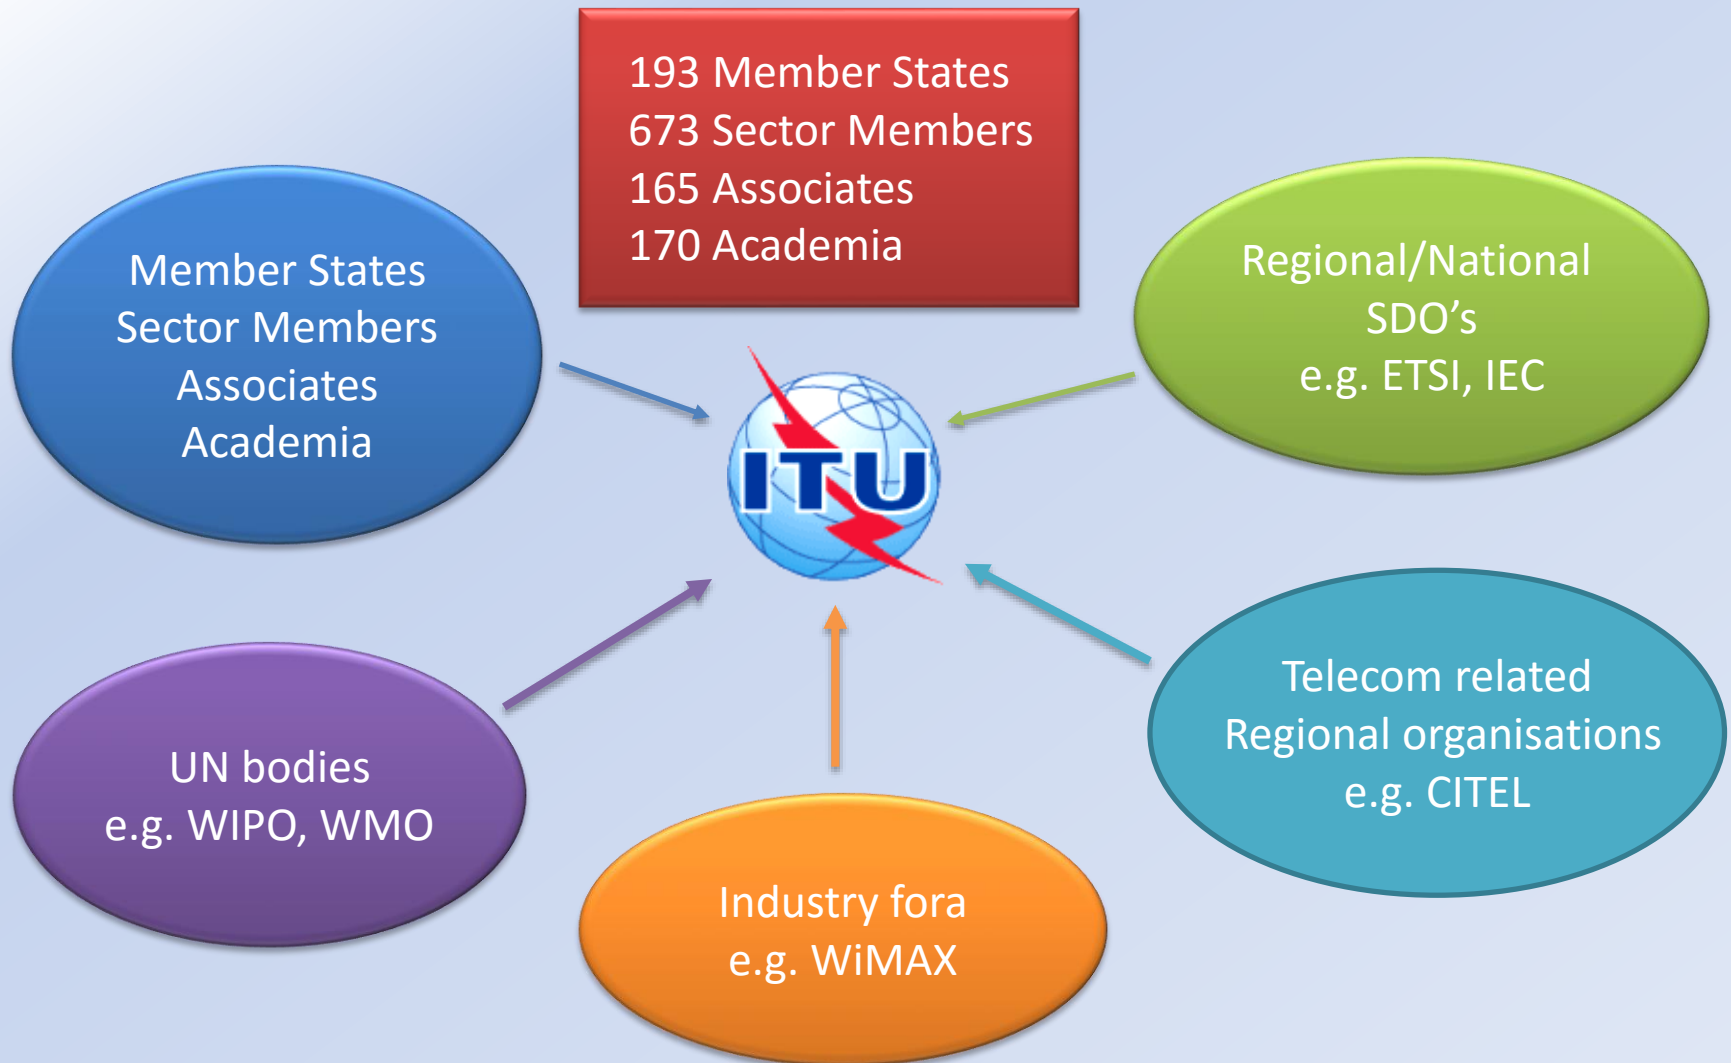 193 Member States
673 Sector Members
165 Associates
170 Academia
Member States
Sector Members
Associates
Academia
Regional/National
SDO’s
e.g. ETSI, IEC
ITU
UN bodies
e.g. WIPO, WMO
Industry fora
e.g. WiMAX
Telecom related
Regional organisations
e.g. CITEL